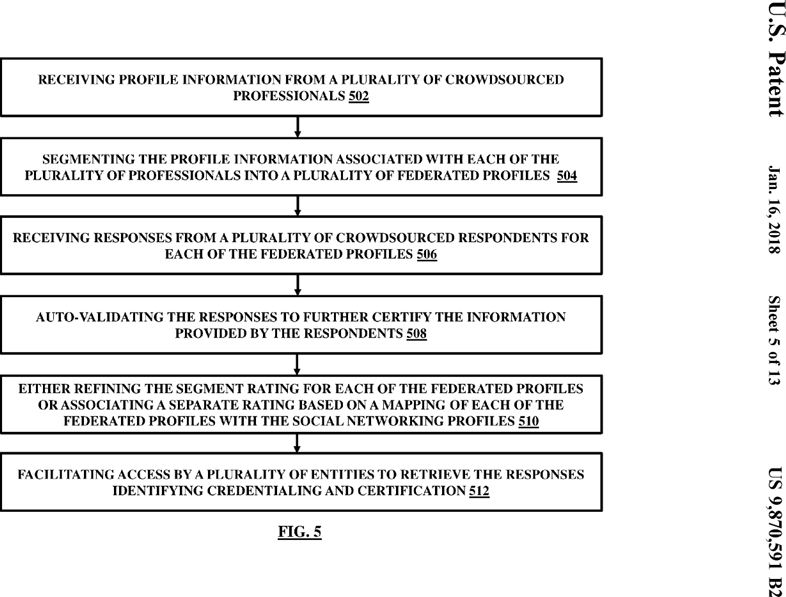 U.S. Patent
Jan. 16, 2018
Sheet 5 of 13
US 9,870,591 B2
RECEIVING PROFILE INFORMATION FROM A PLURALITY OF CROWDSOURCED
PROFESSIONALS 502
SEGMENTING THE PROFILE INFORMATION ASSOCIATED WITH EACH OF THE
PLURALITY OF PROFESSIONALS INTO A PLURALITY OF FEDERATED PROFILES 504
RECEIVING RESPONSES FROM A PLURALITY OF CROWDSOURCED RESPONDENTS FOR
EACH OF THE FEDERATED PROFILES 506
AUTO-VALIDATING THE RESPONSES TO FURTHER CERTIFY THE INFORMATION
PROVIDED BY THE RESPONDENTS 508
EITHER REFINING THE SEGMENT RATING FOR EACH OF THE FEDERATED PROFILES
OR ASSOCIATING A SEPARATE RATING BASED ON A MAPPING OF EACH OF THE
FEDERATED PROFILES WITH THE SOCIAL NETWORKING PROFILES 510
FACILITATING ACCESS BY A PLURALITY OF ENTITIES TO RETRIEVE THE RESPONSES
IDENTIFYING CREDENTIALING AND CERTIFICATION 512
FIG. 5